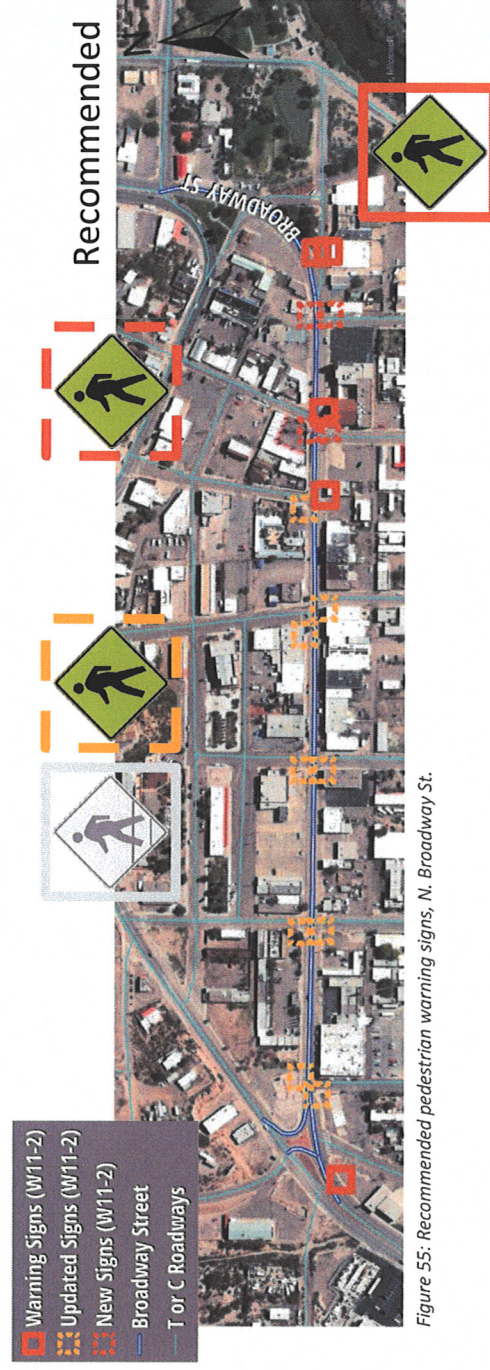 Recommended
N
Warning Signs (W11-2)
Updated Signs (W11-2)
New Signs (W11-2)
Broadway Street
T or C Roadways
BROADWAY ST
Figure 55: Recommended pedestrian warning signs, N. Broadway St.